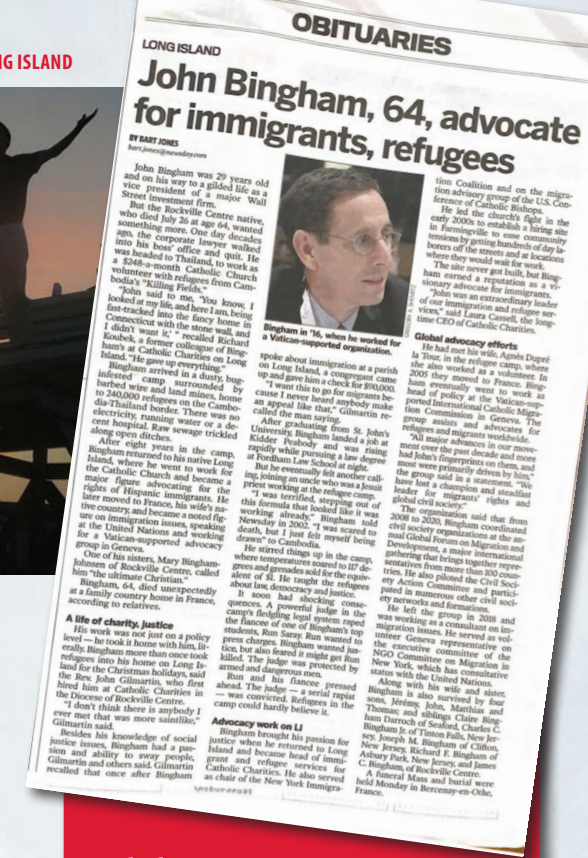 NG ISLAND
OBITUARIES
LONG ISLAND
John Bingham, 64, advocate
for immigrants, refugees
BY BART JONES
bart.jones@newsday.com
John Bingham was 29 years old
and on his way to a gilded life as a
vice president of a major Wall
Street investment firm.
But the Rockville Centre native,
who died July 26 at age 64, wanted
something more. One day decades
ago, the corporate lawyer walked
into his boss' office and quit. He
was headed to Thailand, to work as
a $248-a-month Catholic Church
volunteer with refugees from Cam-
bodia's "Killing Fields."
"John said to me, 'You know, I
looked at my life, and here I am, being
fast-tracked into the fancy home in
Connecticut with the stone wall, and
I didn't want it,' " recalled Richard
Koubek, a former colleague of Bing-
ham's at Catholic Charities on Long
Island. "He gave up everything."
Bingham arrived in a dusty, bug-
infested camp surrounded by
barbed wire and land mines, home
to 240,000 refugees on the Cambo-
dia-Thailand border. There was no
electricity, running water or a de-
cent hospital. Raw sewage trickled
along open ditches.
After eight years in the camp,
Bingham returned to his native Long
Island, where he went to work for
the Catholic Church and became a
major figure advocating for the
rights of Hispanic immigrants. He
later moved to France, his wife's na-
tive country, and became a noted fig-
ure on immigration issues, speaking
at the United Nations and working
for a Vatican-supported advocacy
group in Geneva.
One of his sisters, Mary Bingham-
Johnsen of Rockville Centre, called
him "the ultimate Christian."
Bingham, 64, died unexpectedly
at a family country home in France,
according to relatives.
A life of charity, justice
His work was not just on a policy
level — he took it home with him, lit-
erally. Bingham more than once took
refugees into his home on Long Is-
land for the Christmas holidays, said
the Rev. John Gilmartin, who first
hired him at Catholic Charities in
the Diocese of Rockville Centre.
"I don't think there is anybody I
ever met that was more saintlike,"
Gilmartin said.
Besides his knowledge of social
justice issues, Bingham had a pas-
sion and ability to sway people,
Gilmartin and others said. Gilmartin
recalled that once after Bingham
Bingham in '16, when he worked for
a Vatican-supported organization.
spoke about immigration at a parish
on Long Island, a congregant came
up and gave him a check for $90,000.
"I want this to go for migrants be-
cause I never heard anybody make
an appeal like that," Gilmartin re-
called the man saying.
After graduating from St. John's
University, Bingham landed a job at
Kidder Peabody and was rising
rapidly while pursuing a law degree
at Fordham Law School at night.
But he eventually felt another call-
ing, joining an uncle who was a Jesuit
priest working at the refugee camp.
"I was terrified, stepping out of
this formula that looked like it was
working already," Bingham told
Newsday in 2002. "I was scared to
death, but I just felt myself being
drawn" to Cambodia.
He stirred things up in the camp,
where temperatures soared to 117 de-
grees and grenades sold for the equiv-
alent of $1. He taught the refugees
about law, democracy and justice.
It soon had shocking conse-
quences. A powerful judge in the
camp's fledgling legal system raped
the fiancee of one of Bingham's top
students, Run Saray. Run wanted to
press charges. Bingham wanted jus-
tice, but also feared it might get Run
killed. The judge was protected by
armed and dangerous men.
Run and his fiancee pressed
ahead. The judge — a serial rapist
— was convicted. Refugees in the
camp could hardly believe it.
Advocacy work on LI
Bingham brought his passion for
justice when he returned to Long
Island and became head of immi-
grant and refugee services for
Catholic Charities. He also served
as chair of the New York Immigra-
tion Coalition and on the migra-
tion advisory group of the U.S. Con-
ference of Catholic Bishops.
He led the church's fight in the
early 2000s to establish a hiring site
in Farmingville to ease community
tensions by getting hundreds of day la-
borers off the streets and at locations
where they would wait for work.
The site never got built, but Bing-
ham earned a reputation as a vi-
sionary advocate for immigrants.
"John was an extraordinary leader
of our immigration and refugee ser-
vices," said Laura Cassell, the long-
time CEO of Catholic Charities.
Global advocacy efforts
He had met his wife, Agnès Dupré
la Tour, in the refugee camp, where
she also worked as a volunteer. In
2005 they moved to France. Bing-
ham eventually went to work as
head of policy at the Vatican-sup-
ported International Catholic Migra-
tion Commission in Geneva. The
group assists and advocates for
refugees and migrants worldwide.
"All major advances in our move-
ment over the past decade and more
had John's fingerprints on them, and
most were primarily driven by him,"
the group said in a statement. "We
have lost a champion and steadfast
leader for migrants' rights and
global civil society."
The organization said that from
2008 to 2020, Bingham coordinated
civil society organizations at the an-
nual Global Forum on Migration and
Development, a major international
gathering that brings together repre-
sentatives from more than 100 coun-
tries. He also piloted the Civil Soci-
ety Action Committee and partici-
pated in numerous other civil soci-
ety networks and formations.
He left the group in 2018 and
was working as a consultant on im-
migration issues. He served as vol-
unteer Geneva representative on
the executive committee of the
NGO Committee on Migration in
New York, which has consultative
status with the United Nations.
Along with his wife and sister,
Bingham is also survived by four
sons, Jérémy, John, Matthias and
Thomas; and siblings Claire Bing-
ham Darroch of Seaford, Charles C.
Bingham Jr. of Tinton Falls, New Jer-
sey, Joseph M. Bingham of Clifton,
New Jersey, Richard F. Bingham of
Asbury Park, New Jersey, and James
C. Bingham, of Rockville Centre.
A funeral Mass and burial were
held Monday in Bercenay-en-Othe,
France.